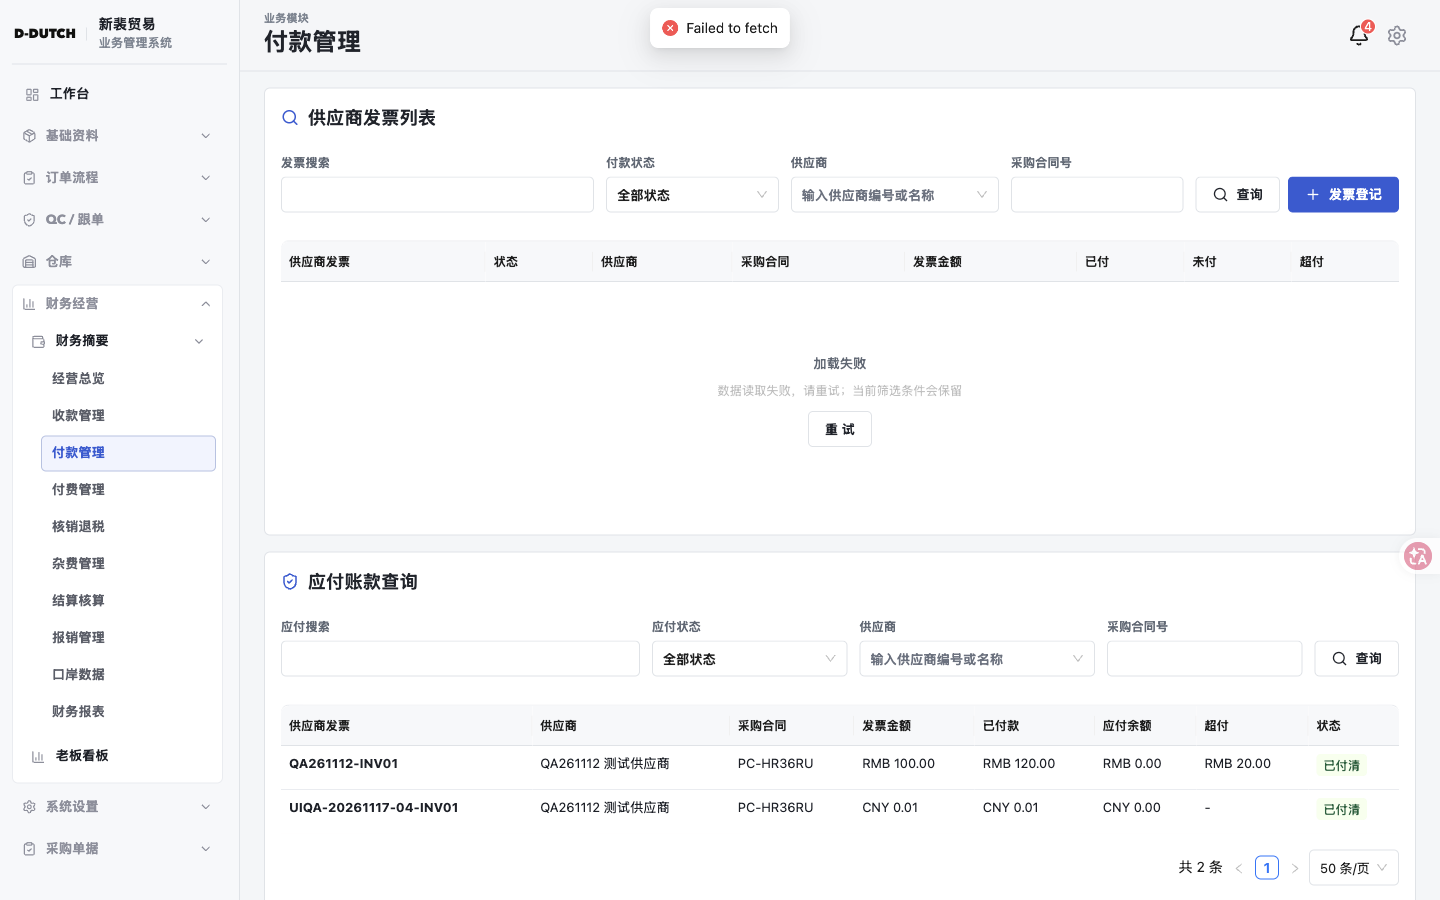 D-DUTCH
新裴贸易
业务管理系统
工作台
基础资料
订单流程
QC / 跟单
仓库
财务经营
财务摘要
经营总览
收款管理
付款管理
付费管理
核销退税
杂费管理
结算核算
报销管理
口岸数据
财务报表
老板看板
系统设置
采购单据
业务模块
付款管理
Failed to fetch
4
供应商发票列表
发票搜索 付款状态 供应商 采购合同号
全部状态 输入供应商编号或名称 查询 发票登记
供应商发票 状态 供应商 采购合同 发票金额 已付 未付 超付
加载失败
数据读取失败，请重试；当前筛选条件会保留
重 试
应付账款查询
应付搜索 应付状态 供应商 采购合同号
全部状态 输入供应商编号或名称 查询
供应商发票 供应商 采购合同 发票金额 已付款 应付余额 超付 状态
QA261112-INV01 QA261112 测试供应商 PC-HR36RU RMB 100.00 RMB 120.00 RMB 0.00 RMB 20.00 已付清
UIQA-20261117-04-INV01 QA261112 测试供应商 PC-HR36RU CNY 0.01 CNY 0.01 CNY 0.00 - 已付清
共 2 条 1 50 条/页